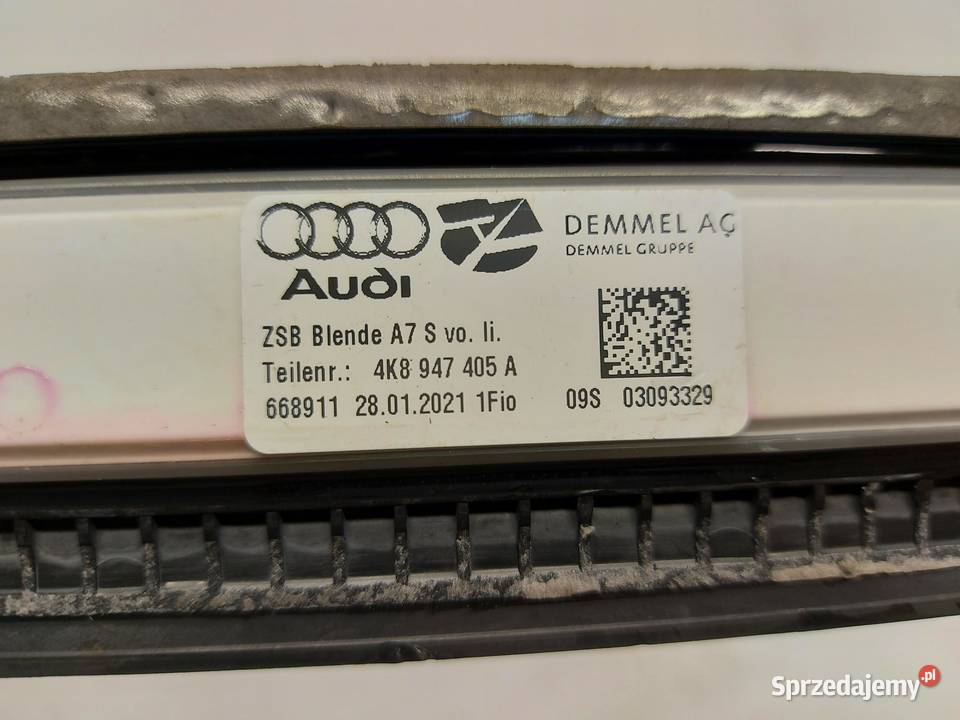 Audi
DEMMEL AG
DEMMEL GRUPPE
ZSB Blende A7 S vo. li.
Teilenr.: 4K8 947 405 A
668911 28.01.2021 1Fio 09S 03093329
Sprzedajemy.pl